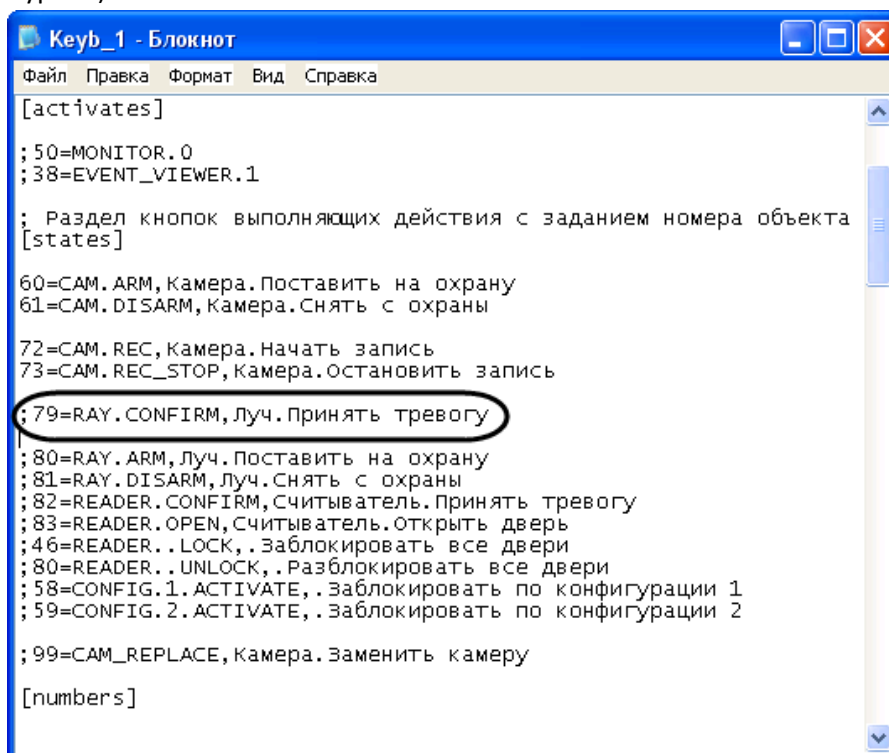 Keyb_1 - Блокнот
Файл Правка Формат Вид Справка
[activates]
;50=MONITOR.0
;38=EVENT_VIEWER.1
; Раздел кнопок выполняющих действия с заданием номера объекта
[states]
60=CAM.ARM,Камера.Поставить на охрану
61=CAM.DISARM,Камера.Снять с охраны
72=CAM.REC,Камера.Начать запись
73=CAM.REC_STOP,Камера.Остановить запись
;79=RAY.CONFIRM,Луч.Принять тревогу
;80=RAY.ARM,Луч.Поставить на охрану
;81=RAY.DISARM,Луч.Снять с охраны
;82=READER.CONFIRM,Считыватель.Принять тревогу
;83=READER.OPEN,Считыватель.Открыть дверь
;46=READER..LOCK,.Заблокировать все двери
;80=READER..UNLOCK,.Разблокировать все двери
;58=CONFIG.1.ACTIVATE,.Заблокировать по конфигурации 1
;59=CONFIG.2.ACTIVATE,.Заблокировать по конфигурации 2
;99=CAM_REPLACE,Камера.Заменить камеру
[numbers]